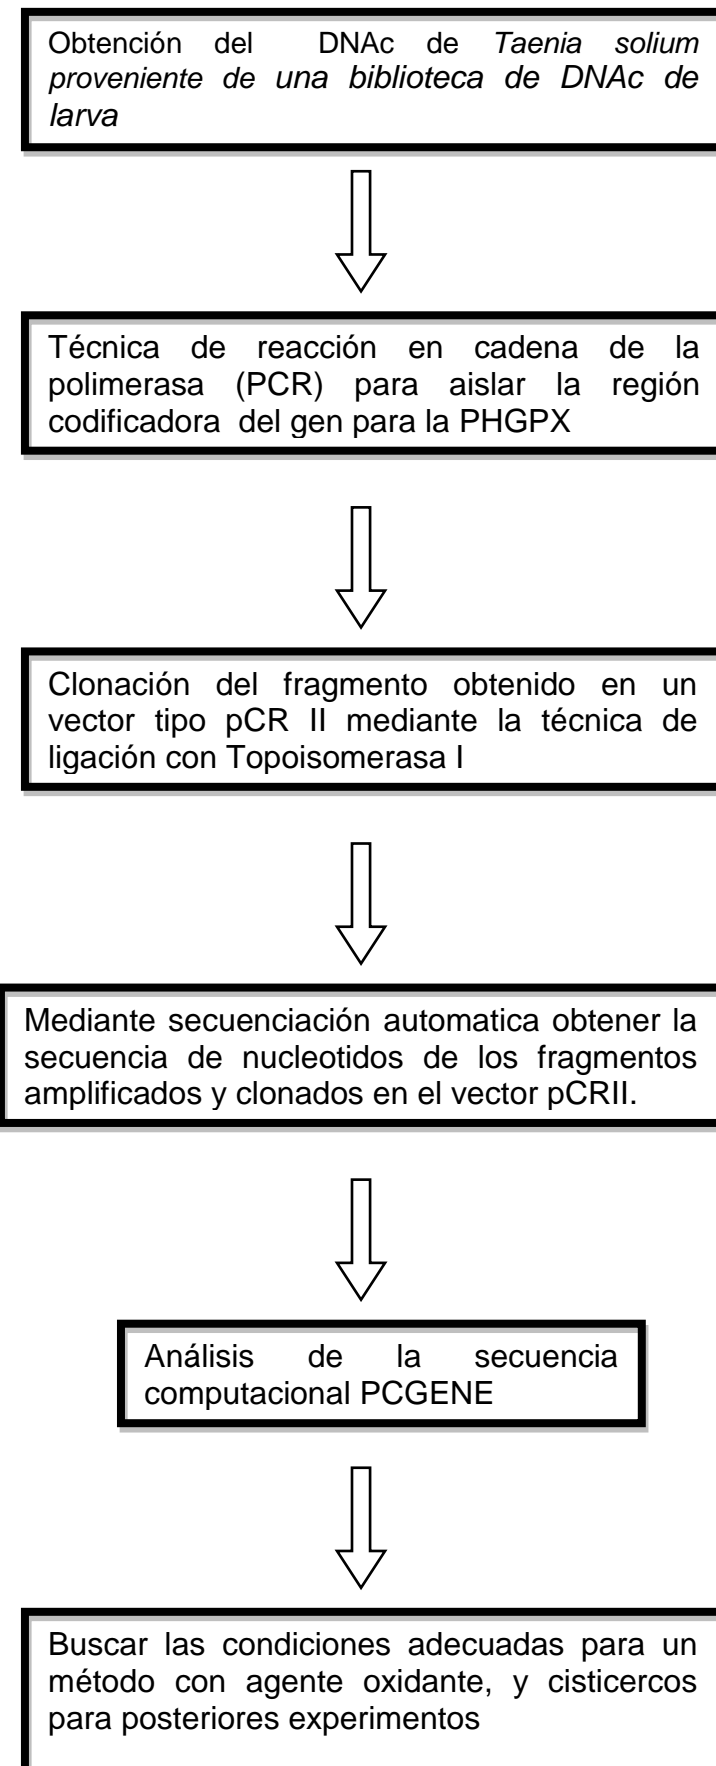 Obtención del DNAc de Taenia solium
proveniente de una biblioteca de DNAc de
larva
Técnica de reacción en cadena de la
polimerasa (PCR) para aislar la región
codificadora del gen para la PHGPX
Clonación del fragmento obtenido en un
vector tipo pCR II mediante la técnica de
ligación con Topoisomerasa I
Mediante secuenciación automatica obtener la
secuencia de nucleotidos de los fragmentos
amplificados y clonados en el vector pCRII.
Análisis de la secuencia
computacional PCGENE
Buscar las condiciones adecuadas para un
método con agente oxidante, y cisticercos
para posteriores experimentos